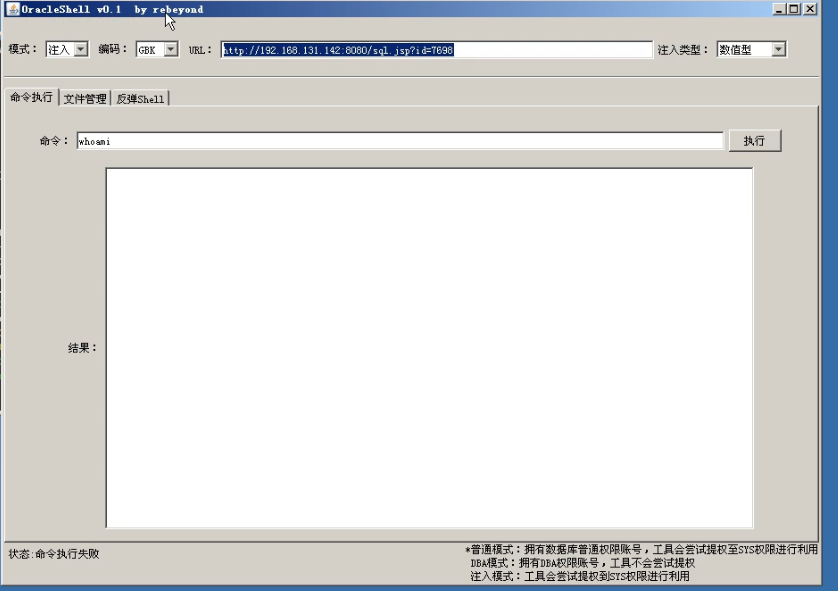 OracleShell v0.1 by rebeyond
模式： 注入 编码： GBK URL： http://192.168.131.142:8080/sql.jsp?id=7698 注入类型： 数值型
命令执行 文件管理 反弹Shell
命令： whoami 执行
结果：
状态:命令执行失败
*普通模式：拥有数据库普通权限账号，工具会尝试提权至SYS权限进行利用
DBA模式：拥有DBA权限账号，工具不会尝试提权
注入模式：工具会尝试提权到SYS权限进行利用